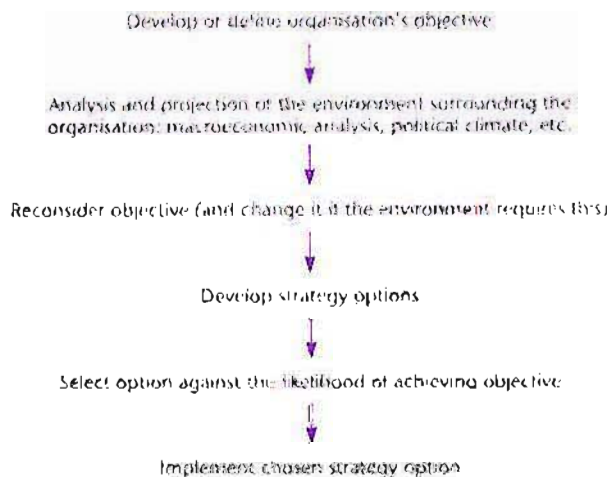 Develop or define organisation's objective
Analysis and projection of the environment surrounding the
organisation: macroeconomic analysis, political climate, etc.
Reconsider objective (and change it if the environment requires this)
Develop strategy options
Select option against the likelihood of achieving objective
Implement chosen strategy option